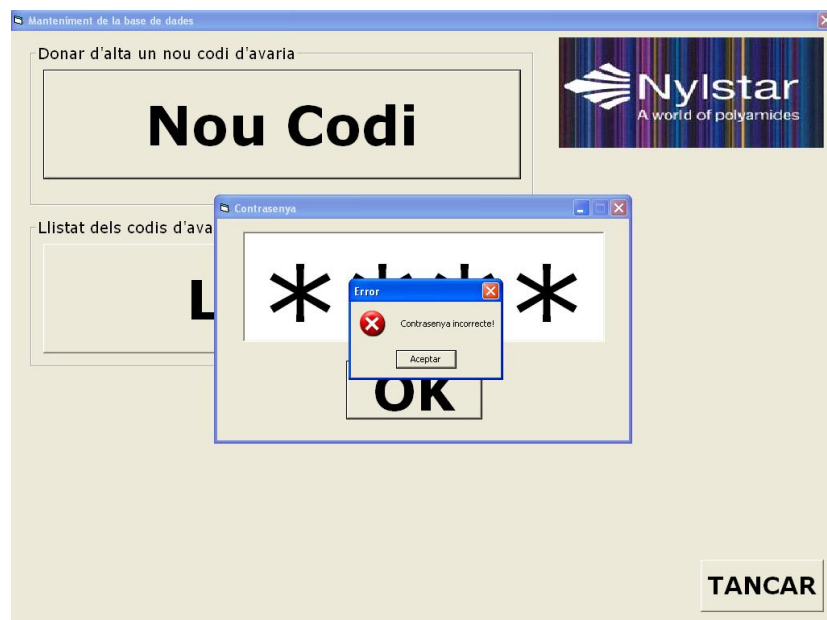 Manteniment de la base de dades
Donar d'alta un nou codi d'avaria
Nou Codi
Nylstar
A world of polyamides
Contrasenya
Llistat dels codis d'ava
L
****
Error
Contrasenya incorrecte!
Aceptar
OK
TANCAR